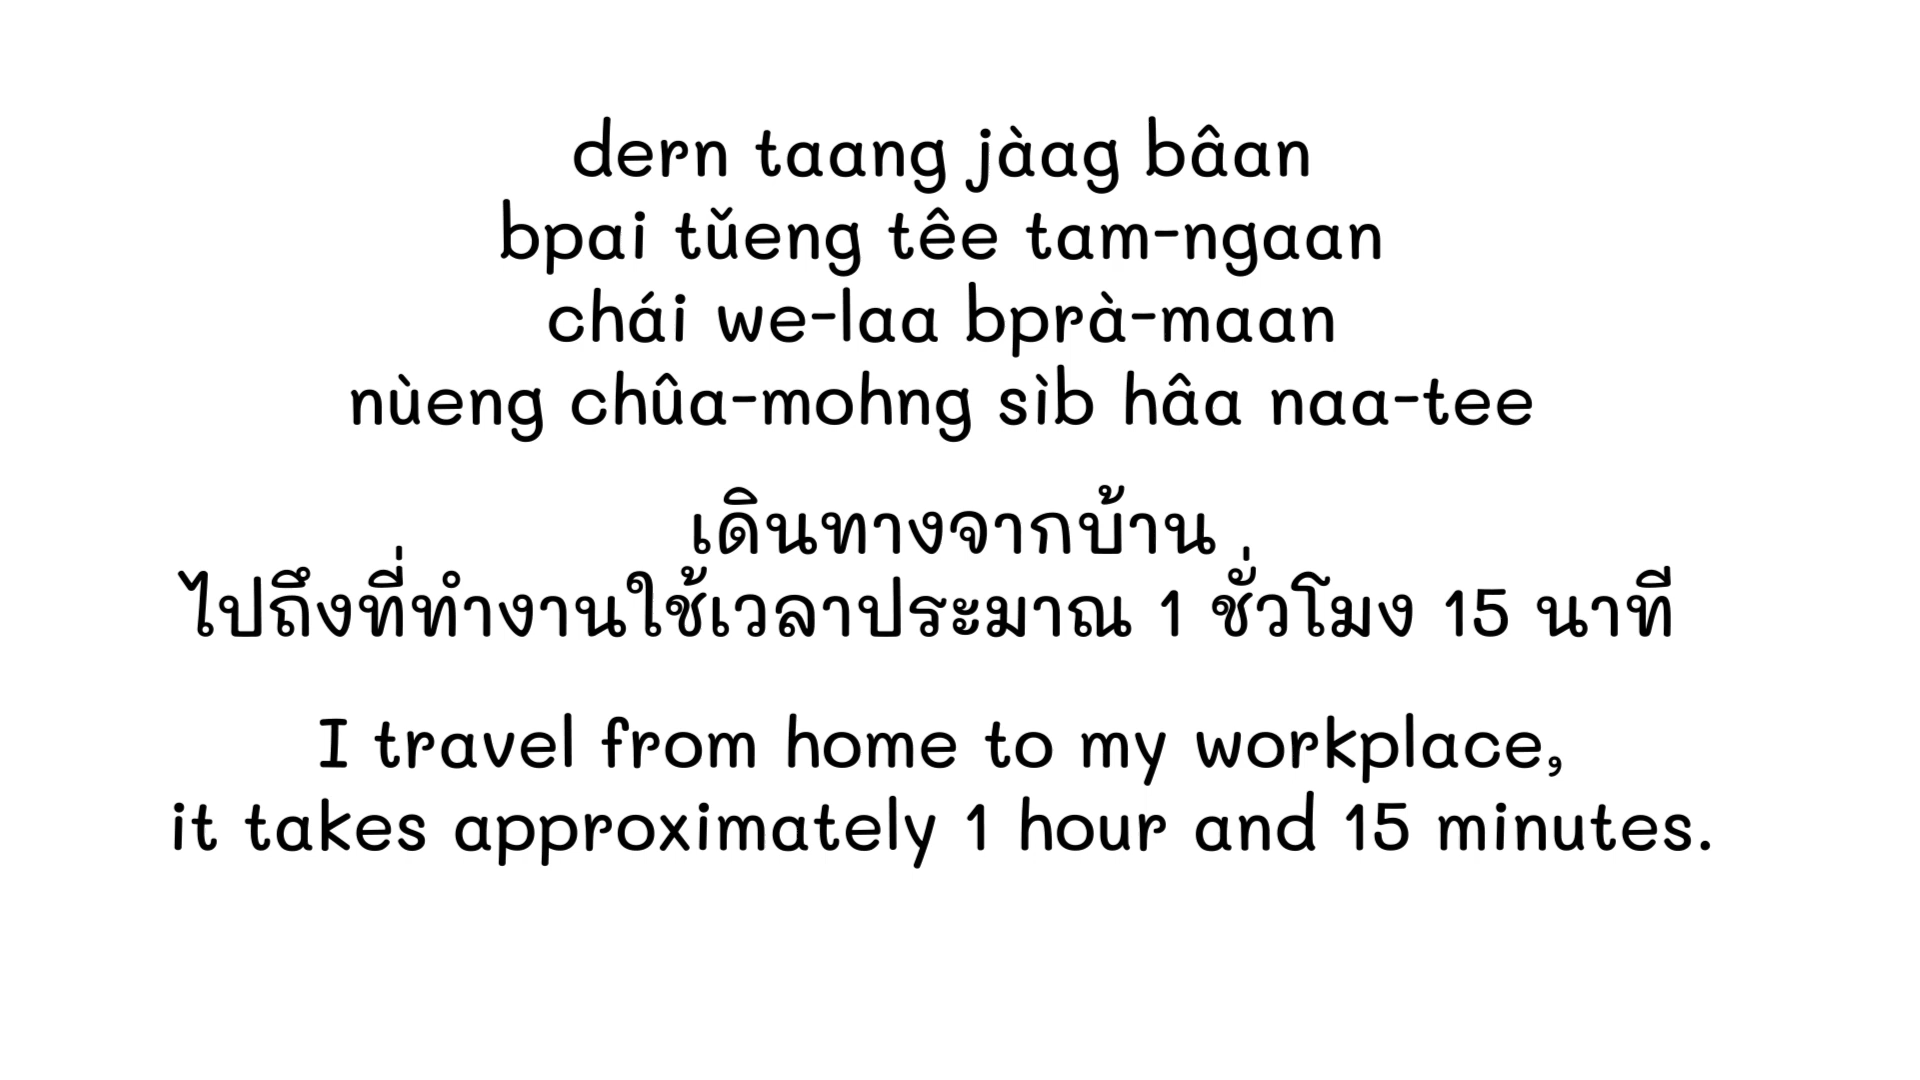 dern taang jàag bâan
bpai tǔeng têe tam-ngaan
chái we-laa bprà-maan
nùeng chûa-mohng sìb hâa naa-tee
เดินทางจากบ้าน
ไปถึงที่ทำงานใช้เวลาประมาณ 1 ชั่วโมง 15 นาที
I travel from home to my workplace,
it takes approximately 1 hour and 15 minutes.